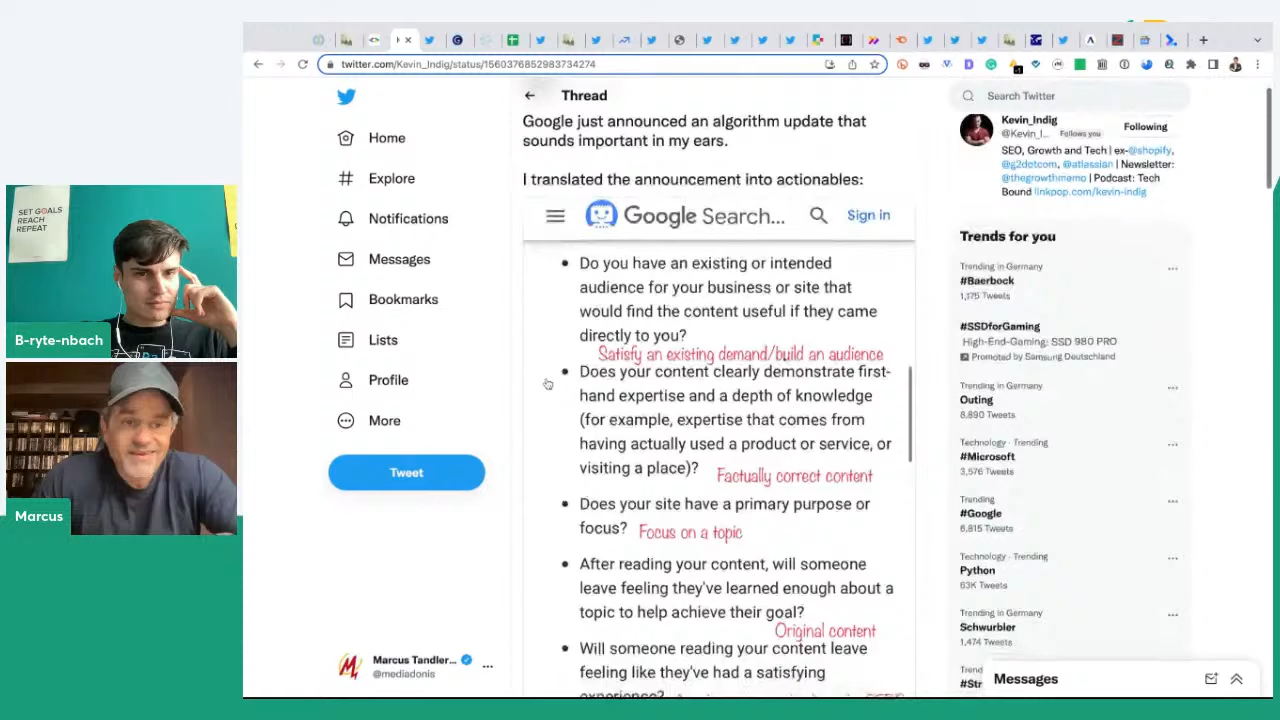 twitter.com/Kevin_Indig/status/1560376852983734274
Home
Explore
Notifications
Messages
Bookmarks
Lists
Profile
More
Tweet
Marcus Tandler...
@mediadonis
Thread
Google just announced an algorithm update that
sounds important in my ears.
I translated the announcement into actionables:
Google Search...
Sign in
Do you have an existing or intended
audience for your business or site that
would find the content useful if they came
directly to you?
Satisfy an existing demand/build an audience
Does your content clearly demonstrate first-
hand expertise and a depth of knowledge
(for example, expertise that comes from
having actually used a product or service, or
visiting a place)?
Factually correct content
Does your site have a primary purpose or
focus?
Focus on a topic
After reading your content, will someone
leave feeling they've learned enough about a
topic to help achieve their goal?
Original content
Will someone reading your content leave
feeling like they've had a satisfying
experience?
Search Twitter
Kevin_Indig
@Kevin_I...
Follows you
Following
SEO, Growth and Tech | ex-@shopify,
@g2dotcom, @atlassian | Newsletter:
@thegrowthmemo | Podcast: Tech
Bound linkpop.com/kevin-indig
Trends for you
Trending in Germany
#Baerbock
1,175 Tweets
#SSDforGaming
High-End-Gaming: SSD 980 PRO
Promoted by Samsung Deutschland
Trending in Germany
Outing
8,890 Tweets
Technology · Trending
#Microsoft
3,576 Tweets
Trending
#Google
6,815 Tweets
Technology · Trending
Python
63K Tweets
Trending in Germany
Schwurbler
1,474 Tweets
#Str
Messages
SET GOALS
REACH
REPEAT
B-ryte-nbach
Marcus